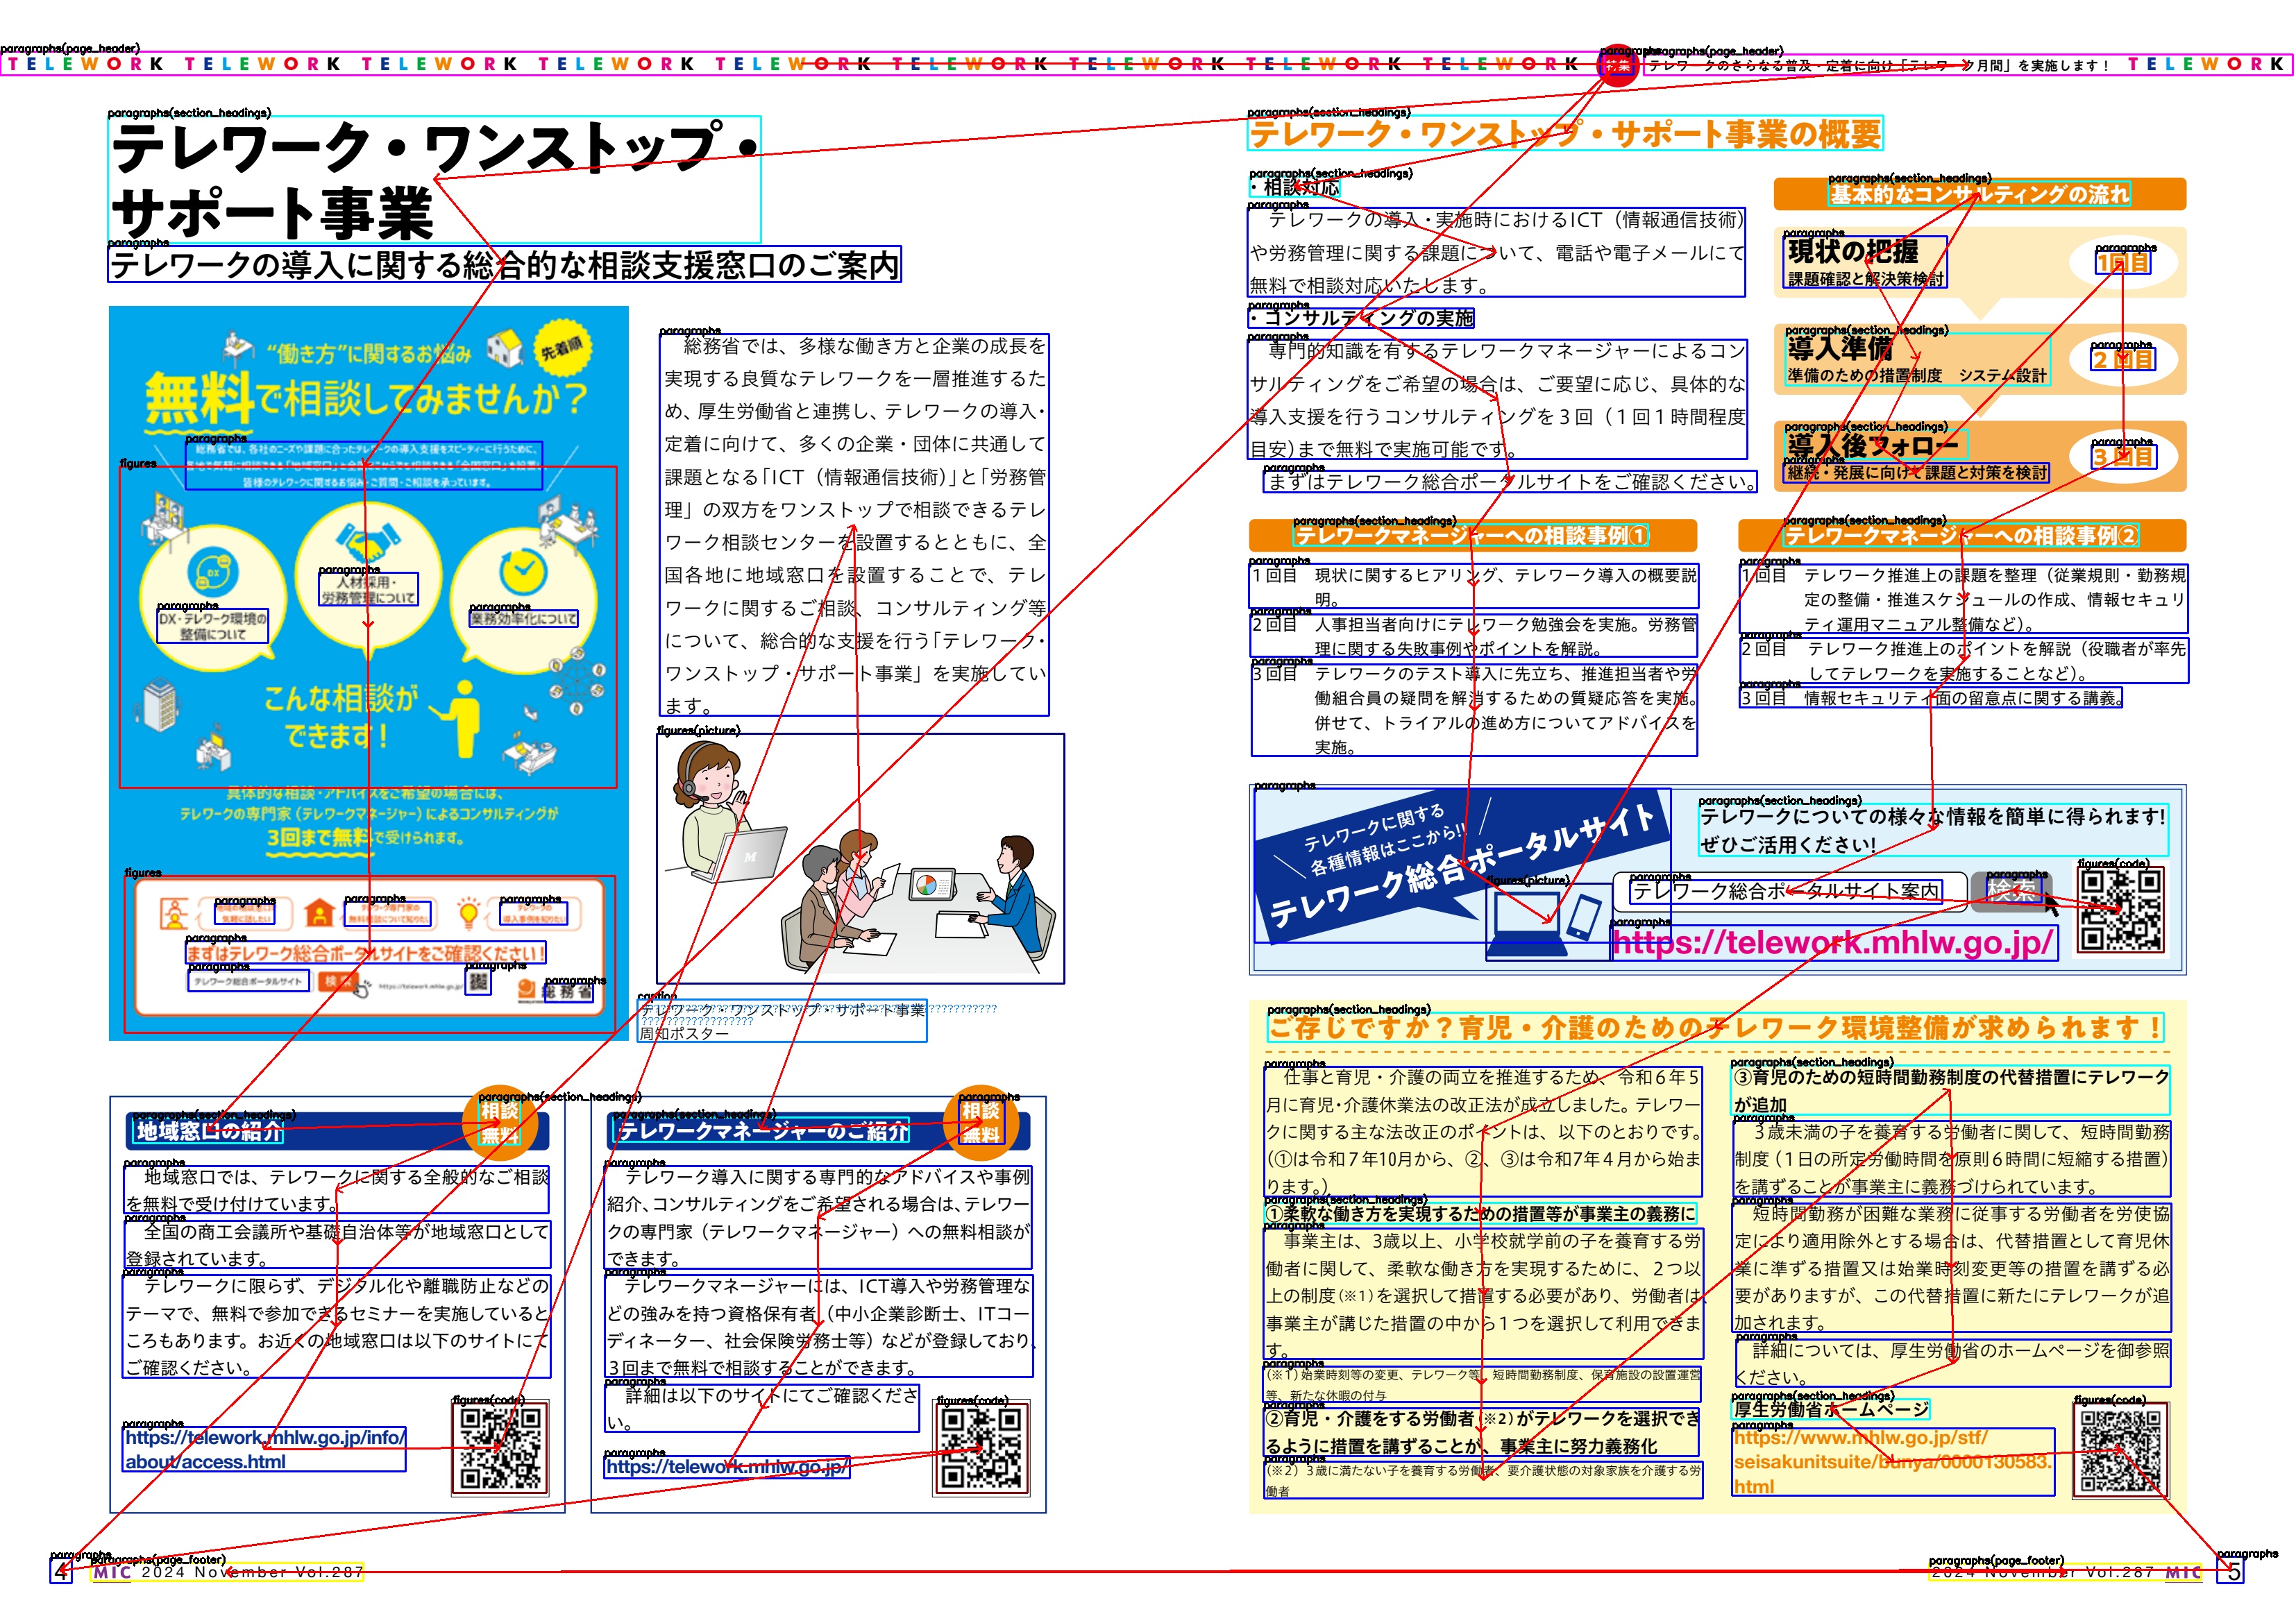 TELEWORK TELEWORK TELEWORK TELEWORK TELEWORK TELEWORK TELEWORK TELEWORK TELEWORK
特集
テレワークのさらなる普及・定着に向け「テレワーク月間」を実施します！ TELEWORK
テレワーク・ワンストップ・
サポート事業
テレワークの導入に関する総合的な相談支援窓口のご案内
“働き方”に関するお悩み
先着順
無料で相談してみませんか？
総務省では、各社のニーズや課題に合ったテレワークの導入支援をスピーディーに行うために、
皆様のテレワークに関するお悩み・ご質問・ご相談を承っています。
DX
DX・テレワーク環境の
整備について
人材採用・
労務管理について
業務効率化について
こんな相談が
できます！
具体的な相談・アドバイスをご希望の場合には、
テレワークの専門家（テレワークマネージャー）によるコンサルティングが
3回まで無料で受けられます。
まずはテレワーク総合ポータルサイトをご確認ください！
テレワーク総合ポータルサイト
検索
https://telework.mhlw.go.jp/
総務省
総務省では、多様な働き方と企業の成長を
実現する良質なテレワークを一層推進するた
め、厚生労働省と連携し、テレワークの導入・
定着に向けて、多くの企業・団体に共通して
課題となる「ICT（情報通信技術）」と「労務管
理」の双方をワンストップで相談できるテレ
ワーク相談センターを設置するとともに、全
国各地に地域窓口を設置することで、テレ
ワークに関するご相談、コンサルティング等
について、総合的な支援を行う「テレワーク・
ワンストップ・サポート事業」を実施してい
ます。
テレワーク・ワンストップ・サポート事業
周知ポスター
地域窓口の紹介
相談
無料
地域窓口では、テレワークに関する全般的なご相談
を無料で受け付けています。
全国の商工会議所や基礎自治体等が地域窓口として
登録されています。
テレワークに限らず、デジタル化や離職防止などの
テーマで、無料で参加できるセミナーを実施していると
ころもあります。お近くの地域窓口は以下のサイトにて
ご確認ください。
https://telework.mhlw.go.jp/info/
about/access.html
テレワークマネージャーのご紹介
相談
無料
テレワーク導入に関する専門的なアドバイスや事例
紹介、コンサルティングをご希望される場合は、テレワー
クの専門家（テレワークマネージャー）への無料相談が
できます。
テレワークマネージャーには、ICT導入や労務管理な
どの強みを持つ資格保有者（中小企業診断士、ITコー
ディネーター、社会保険労務士等）などが登録しており、
3回まで無料で相談することができます。
詳細は以下のサイトにてご確認くださ
い。
https://telework.mhlw.go.jp/
4
MIC 2024 November Vol.287
テレワーク・ワンストップ・サポート事業の概要
・相談対応
テレワークの導入・実施時におけるICT（情報通信技術）
や労務管理に関する課題について、電話や電子メールにて
無料で相談対応いたします。
・コンサルティングの実施
専門的知識を有するテレワークマネージャーによるコン
サルティングをご希望の場合は、ご要望に応じ、具体的な
導入支援を行うコンサルティングを３回（１回１時間程度
目安）まで無料で実施可能です。
まずはテレワーク総合ポータルサイトをご確認ください。
基本的なコンサルティングの流れ
現状の把握
課題確認と解決策検討
1回目
導入準備
準備のための措置制度　システム設計
2回目
導入後フォロー
継続・発展に向けて課題と対策を検討
3回目
テレワークマネージャーへの相談事例①
1回目　現状に関するヒアリング、テレワーク導入の概要説
明。
2回目　人事担当者向けにテレワーク勉強会を実施。労務管
理に関する失敗事例やポイントを解説。
3回目　テレワークのテスト導入に先立ち、推進担当者や労
働組合員の疑問を解消するための質疑応答を実施。
併せて、トライアルの進め方についてアドバイスを
実施。
テレワークマネージャーへの相談事例②
1回目　テレワーク推進上の課題を整理（従業規則・勤務規
定の整備・推進スケジュールの作成、情報セキュリ
ティ運用マニュアル整備など）。
2回目　テレワーク推進上のポイントを解説（役職者が率先
してテレワークを実施することなど）。
3回目　情報セキュリティ面の留意点に関する講義。
テレワークに関する
各種情報はここから!!
テレワーク総合ポータルサイト
テレワークについての様々な情報を簡単に得られます!
ぜひご活用ください!
テレワーク総合ポータルサイト案内
検索
https://telework.mhlw.go.jp/
ご存じですか？育児・介護のためのテレワーク環境整備が求められます！
仕事と育児・介護の両立を推進するため、令和６年５
月に育児・介護休業法の改正法が成立しました。テレワー
クに関する主な法改正のポイントは、以下のとおりです。
（①は令和７年10月から、②、③は令和7年４月から始ま
ります。）
①柔軟な働き方を実現するための措置等が事業主の義務に
事業主は、3歳以上、小学校就学前の子を養育する労
働者に関して、柔軟な働き方を実現するために、２つ以
上の制度（※1）を選択して措置する必要があり、労働者は、
事業主が講じた措置の中から１つを選択して利用できま
す。
（※１）始業時刻等の変更、テレワーク等、短時間勤務制度、保育施設の設置運営
等、新たな休暇の付与
②育児・介護をする労働者（※2）がテレワークを選択でき
るように措置を講ずることが、事業主に努力義務化
（※２）３歳に満たない子を養育する労働者、要介護状態の対象家族を介護する労
働者
③育児のための短時間勤務制度の代替措置にテレワーク
が追加
３歳未満の子を養育する労働者に関して、短時間勤務
制度（１日の所定労働時間を原則６時間に短縮する措置）
を講ずることが事業主に義務づけられています。
短時間勤務が困難な業務に従事する労働者を労使協
定により適用除外とする場合は、代替措置として育児休
業に準ずる措置又は始業時刻変更等の措置を講ずる必
要がありますが、この代替措置に新たにテレワークが追
加されます。
詳細については、厚生労働省のホームページを御参照
ください。
厚生労働省ホームページ
https://www.mhlw.go.jp/stf/
seisakunitsuite/bunya/0000130583.
html
2024 November Vol.287 MIC
5